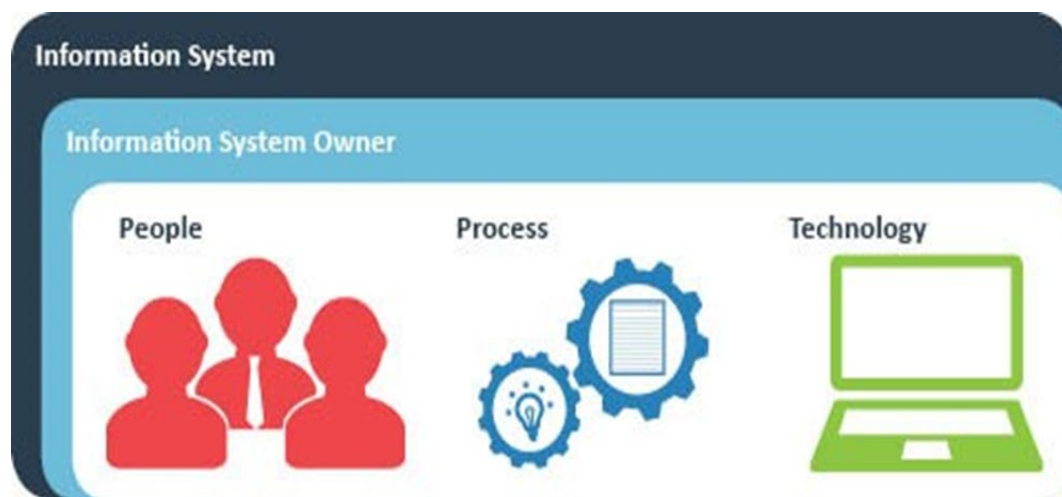 Information System
Information System Owner
People Process Technology